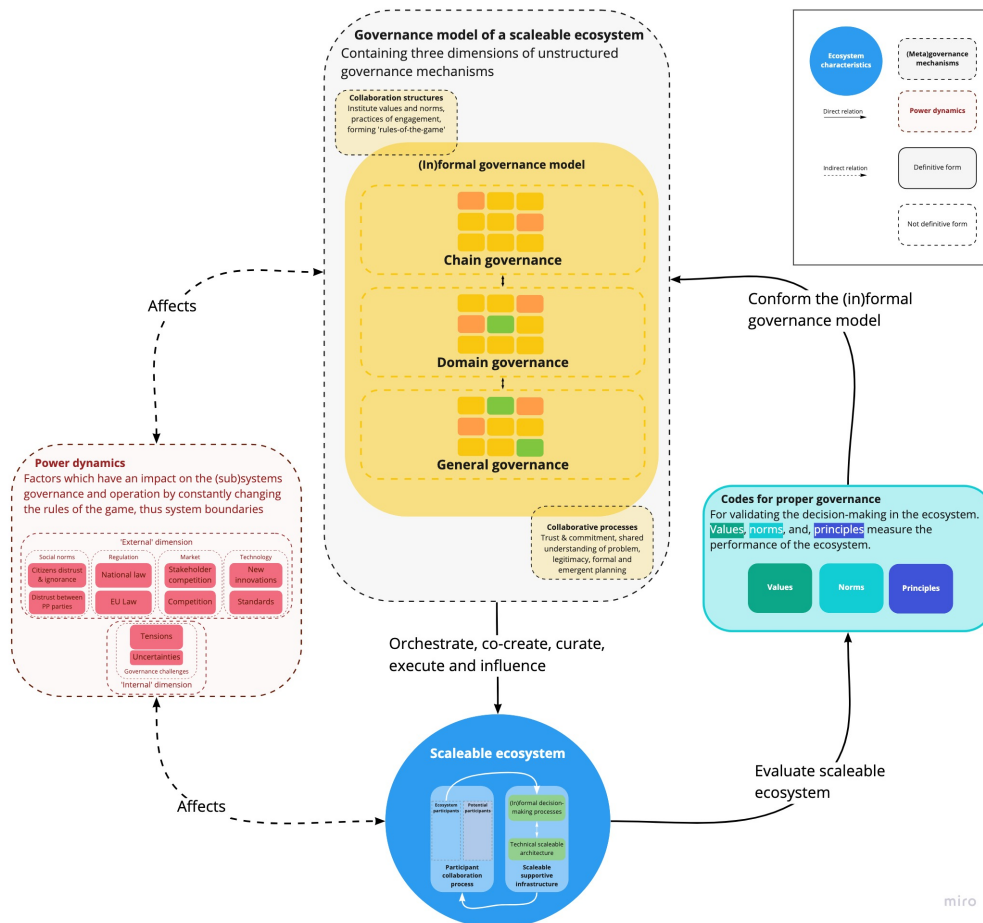 Governance model of a scaleable ecosystem
Containing three dimensions of unstructured
governance mechanisms
Collaboration structures
Institute values and norms,
practices of engagement,
forming 'rules-of-the-game'
(In)formal governance model
Chain governance
Domain governance
General governance
Collaborative processes
Trust & commitment, shared
understanding of problem,
legitimacy, formal and
emergent planning
Ecosystem
characteristics
(Meta)governance
mechanisms
Direct relation
Power dynamics
Indirect relation
Definitive form
Not definitive form
Affects
Conform the (in)formal
governance model
Power dynamics
Factors which have an impact on the (sub)systems
governance and operation by constantly changing
the rules of the game, thus system boundaries
'External' dimension
Social norms
Citizens distrust
& ignorance
Distrust between
PP parties
Regulation
National law
EU Law
Market
Stakeholder
competition
Competition
Technology
New
innovations
Standards
Tensions
Uncertainties
Governance challenges
'Internal' dimension
Codes for proper governance
For validating the decision-making in the ecosystem.
Values, norms, and, principles measure the
performance of the ecosystem.
Values
Norms
Principles
Orchestrate, co-create, curate,
execute and influence
Affects
Evaluate scaleable
ecosystem
Scaleable ecosystem
Ecosystem
participants
Potential
participants
Participant
collaboration
process
(In)formal decision-
making processes
Technical scaleable
architecture
Scaleable
supportive
infrastructure
miro